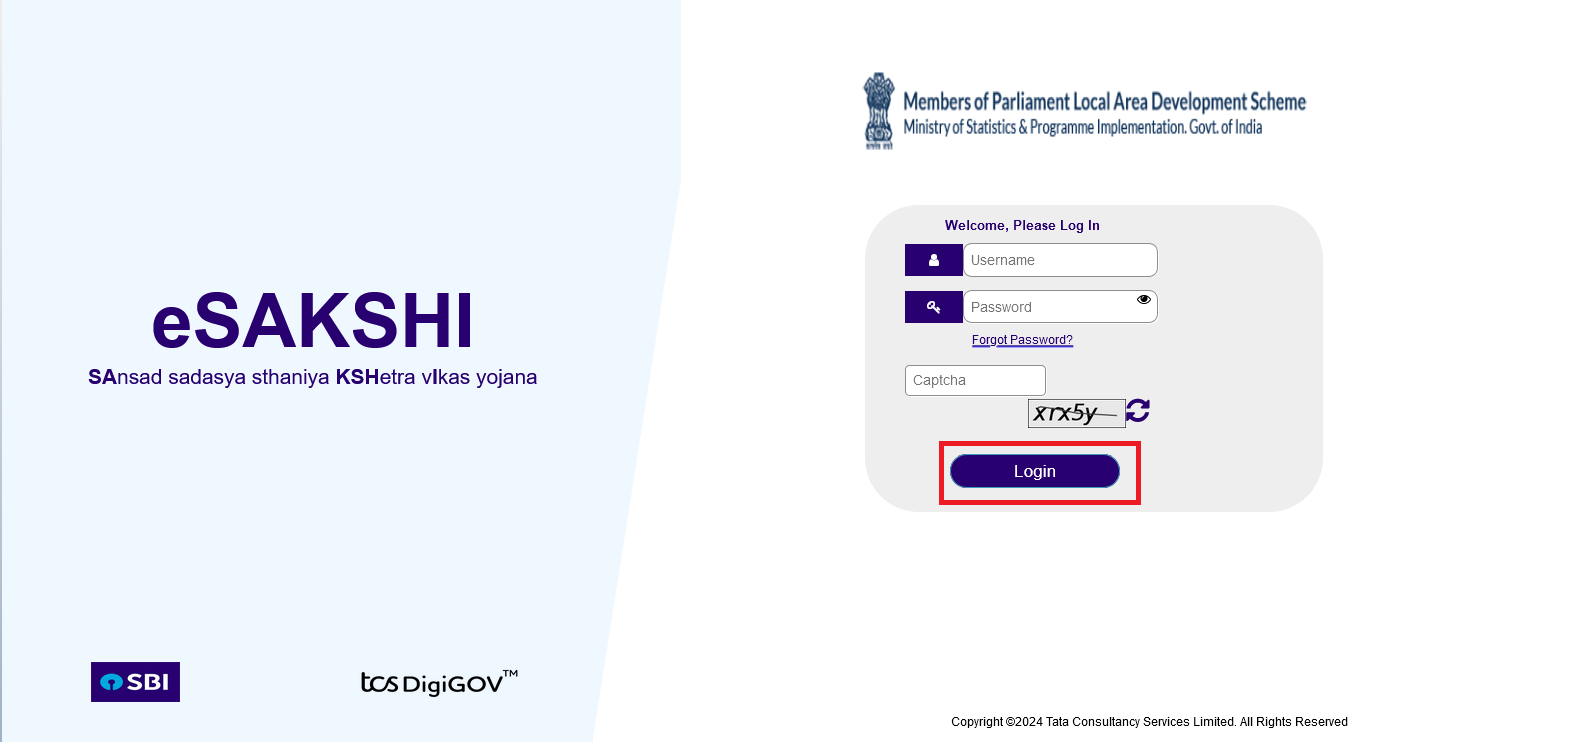 Members of Parliament Local Area Development Scheme
Ministry of Statistics & Programme Implementation. Govt. of India
eSAKSHI
SAnsad sadasya sthaniya KSHetra vIkas yojana
Welcome, Please Log In
Username
Password
Forgot Password?
Captcha
xrx5y
Login
SBI
tcs DigiGOV™
Copyright ©2024 Tata Consultancy Services Limited. All Rights Reserved